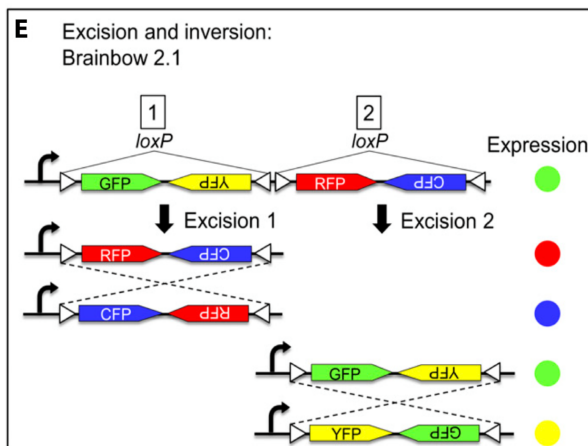 E Excision and inversion:
Brainbow 2.1
1 2
loxP loxP
Expression
GFP YFP RFP CFP
Excision 1 Excision 2
RFP CFP
CFP RFP
GFP YFP
YFP GFP